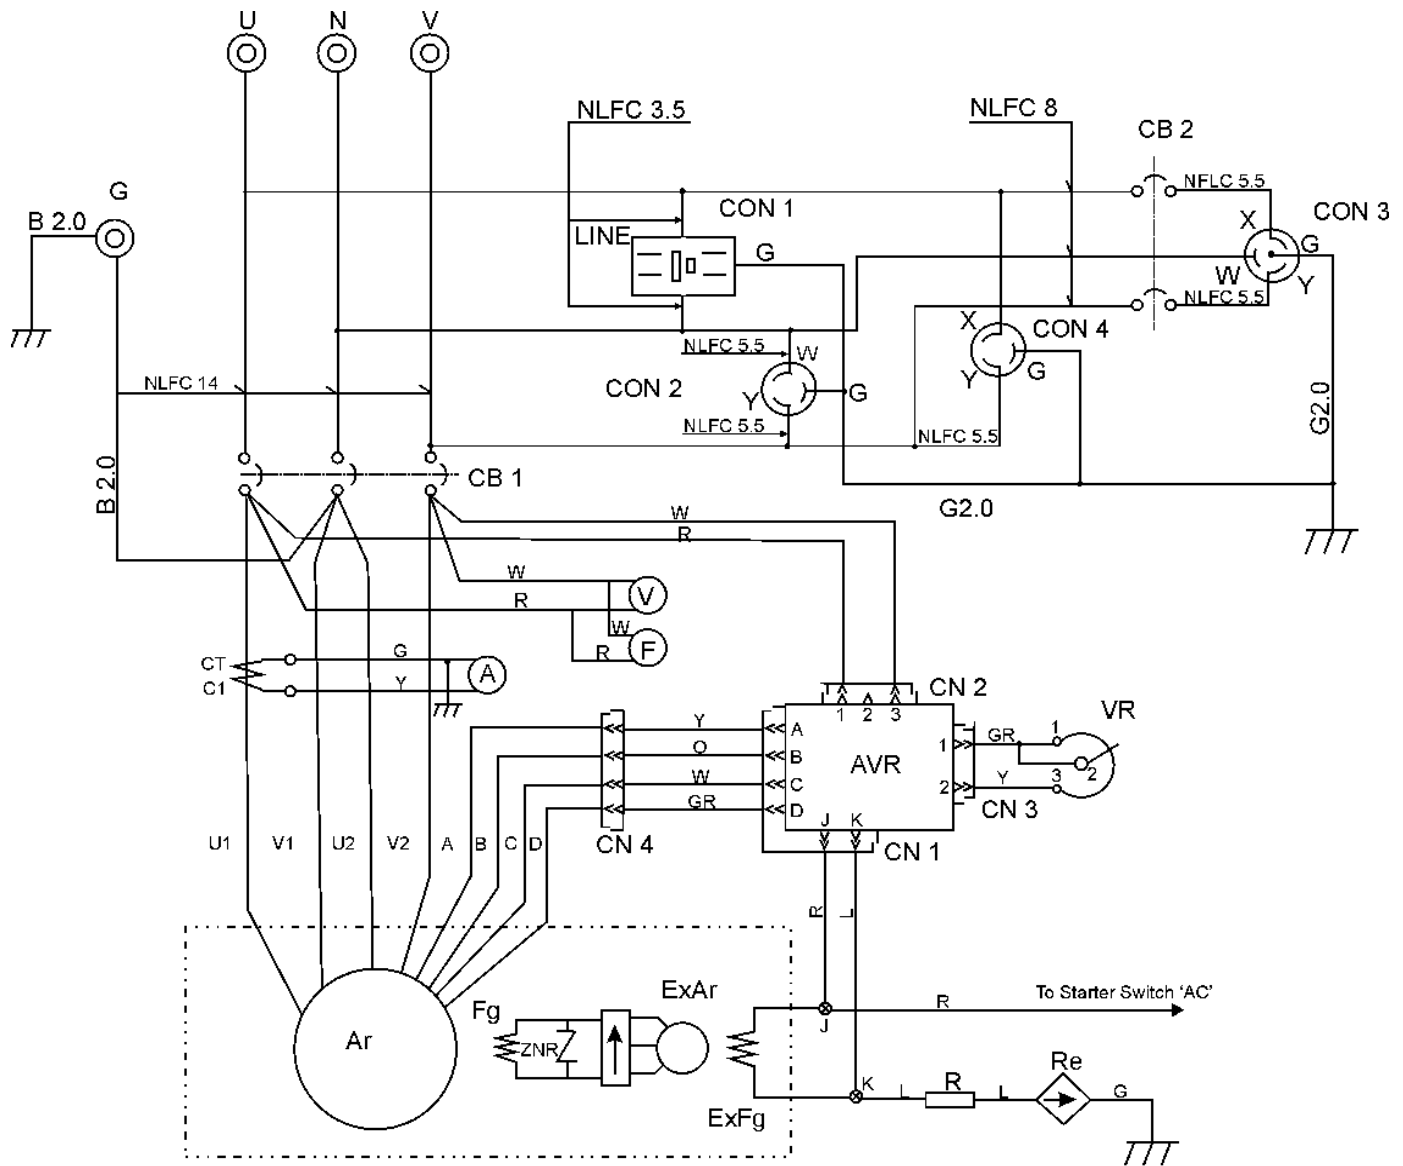 U N V
NLFC 3.5
NLFC 8
CB 2
G
B 2.0
CON 1
NFLC 5.5
CON 3
LINE
G
X
G
W
Y
NLFC 5.5
X
CON 4
NLFC 5.5
W
NLFC 14
CON 2
Y
G
Y
G
G2.0
NLFC 5.5
NLFC 5.5
B 2.0
CB 1
G2.0
W
R
W
R
V
W
R
F
CT
G
A
C1
Y
CN 2
1 2 3
VR
Y
A
1
GR
1
O
B
AVR
2
W
C
2
Y
3
GR
D
J K
CN 3
U1 V1 U2 V2 A B C D
CN 4
CN 1
R L
Fg
ExAr
To Starter Switch 'AC'
R
J
Ar
ZNR
Re
K
L
R
L
G
ExFg